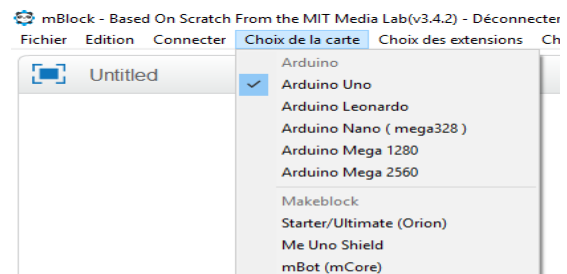 mBlock - Based On Scratch From the MIT Media Lab(v3.4.2) - Déconnecter
Fichier Edition Connecter Choix de la carte Choix des extensions Ch
Untitled
Arduino
Arduino Uno
Arduino Leonardo
Arduino Nano ( mega328 )
Arduino Mega 1280
Arduino Mega 2560
Makeblock
Starter/Ultimate (Orion)
Me Uno Shield
mBot (mCore)